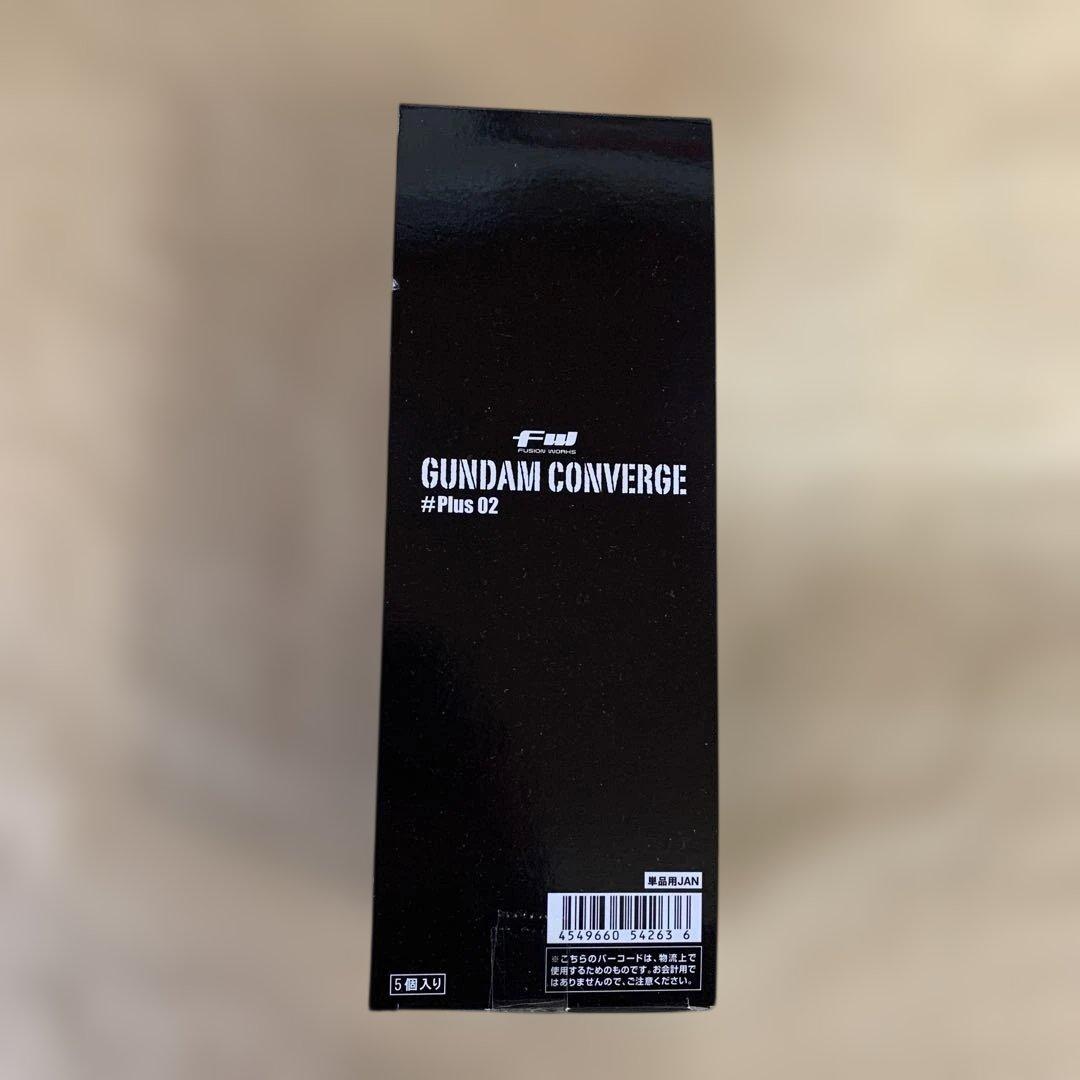 FW
FUSION WORKS
GUNDAM CONVERGE
#Plus 02
単品用JAN
4549660 54263 6
※こちらのバーコードは、物流上で
使用するためのものです。お会計用で
はありませんので、ご注意ください。
5個入り